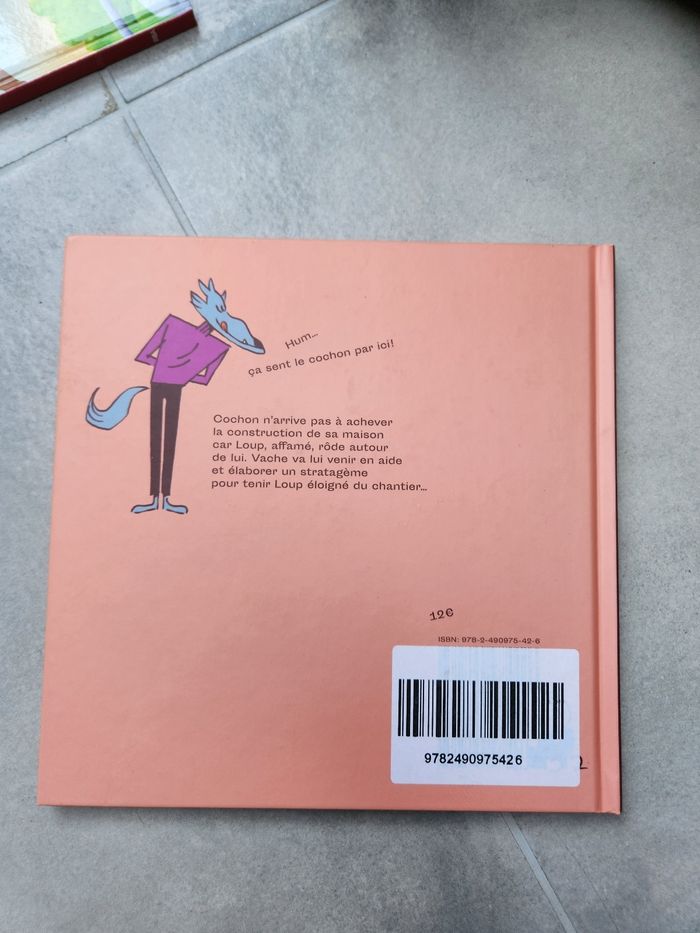 Hum...
ça sent le cochon par ici!
Cochon n'arrive pas à achever
la construction de sa maison
car Loup, affamé, rôde autour
de lui. Vache va lui venir en aide
et élaborer un stratagème
pour tenir Loup éloigné du chantier...
12€
ISBN: 978-2-490975-42-6
9782490975426
2